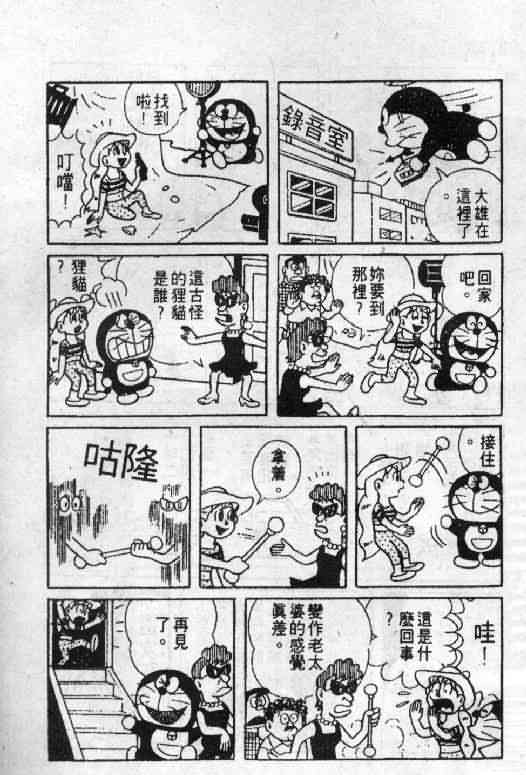 錄音室
大雄在
這裡了
。
找到
啦!
叮噹!
回家
吧。
妳要到
那裡?
這古怪
的狸貓
是誰?
狸貓
?
接住
。
拿着。
咕隆
哇!
這是什
麼回事
?
變作老太
婆的感覺
真差。
再見
了。